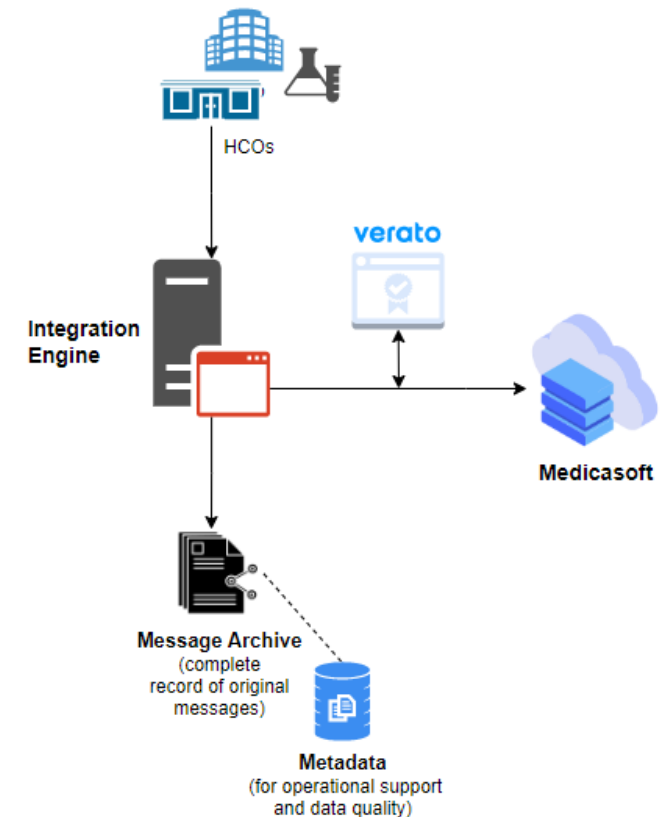 HCOs
verato
Integration
Engine
Medicasoft
Message Archive
(complete
record of original
messages)
Metadata
(for operational support
and data quality)